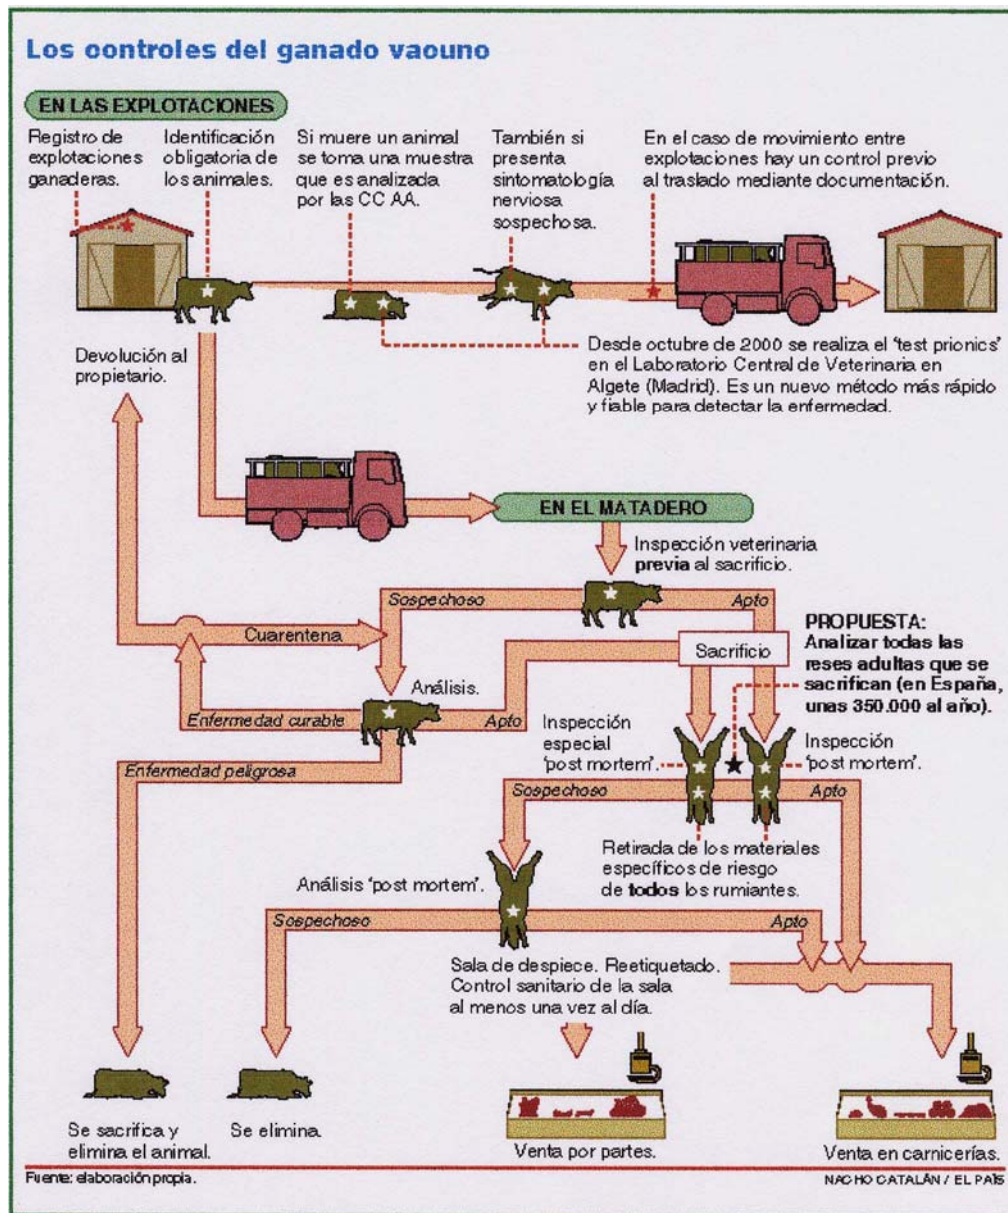 Los controles del ganado vaouno
EN LAS EXPLOTACIONES
Registro de
explotaciones
ganaderas.
Identificación
obligatoria de
los animales.
Si muere un animal
se toma una muestra
que es analizada
por las CC AA.
También si
presenta
sintomatología
nerviosa
sospechosa.
En el caso de movimiento entre
explotaciones hay un control previo
al traslado mediante documentación.
Devolución al
propietario.
Desde octubre de 2000 se realiza el 'test prionics'
en el Laboratorio Central de Veterinaria en
Algete (Madrid). Es un nuevo método más rápido
y fiable para detectar la enfermedad.
EN EL MATADERO
Inspección veterinaria
previa al sacrificio.
Sospechoso
Apto
Cuarentena
Sacrificio
PROPUESTA:
Analizar todas las
reses adultas que se
sacrifican (en España,
unas 350.000 al año).
Análisis.
Enfermedad curable
Apto
Inspección
especial
'post mortem'.
Inspección
'post mortem'.
Enfermedad peligrosa
Sospechoso
Apto
Retirada de los materiales
específicos de riesgo
de todos los rumiantes.
Análisis 'post mortem'.
Sospechoso
Apto
Sala de despiece. Reetiquetado.
Control sanitario de la sala
al menos una vez al día.
Se sacrifica y
elimina el animal.
Se elimina
Venta por partes.
Venta en carnicerías.
Fuente: elaboración propia.
NACHO CATALÁN / EL PAÍS